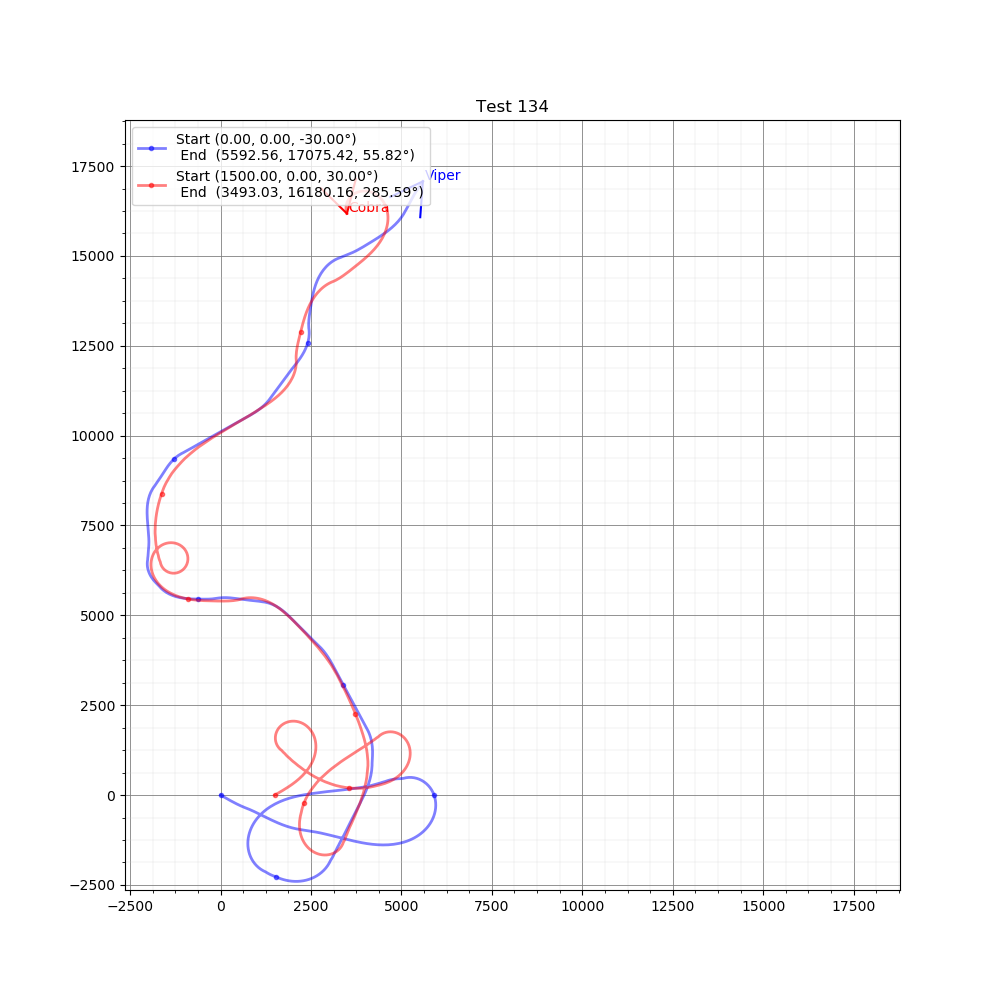 Test 134
Start (0.00, 0.00, -30.00°)
End (5592.56, 17075.42, 55.82°)
Start (1500.00, 0.00, 30.00°)
End (3493.03, 16180.16, 285.59°)
Viper
Cobra
17500
15000
12500
10000
7500
5000
2500
0
−2500
−2500 0 2500 5000 7500 10000 12500 15000 17500